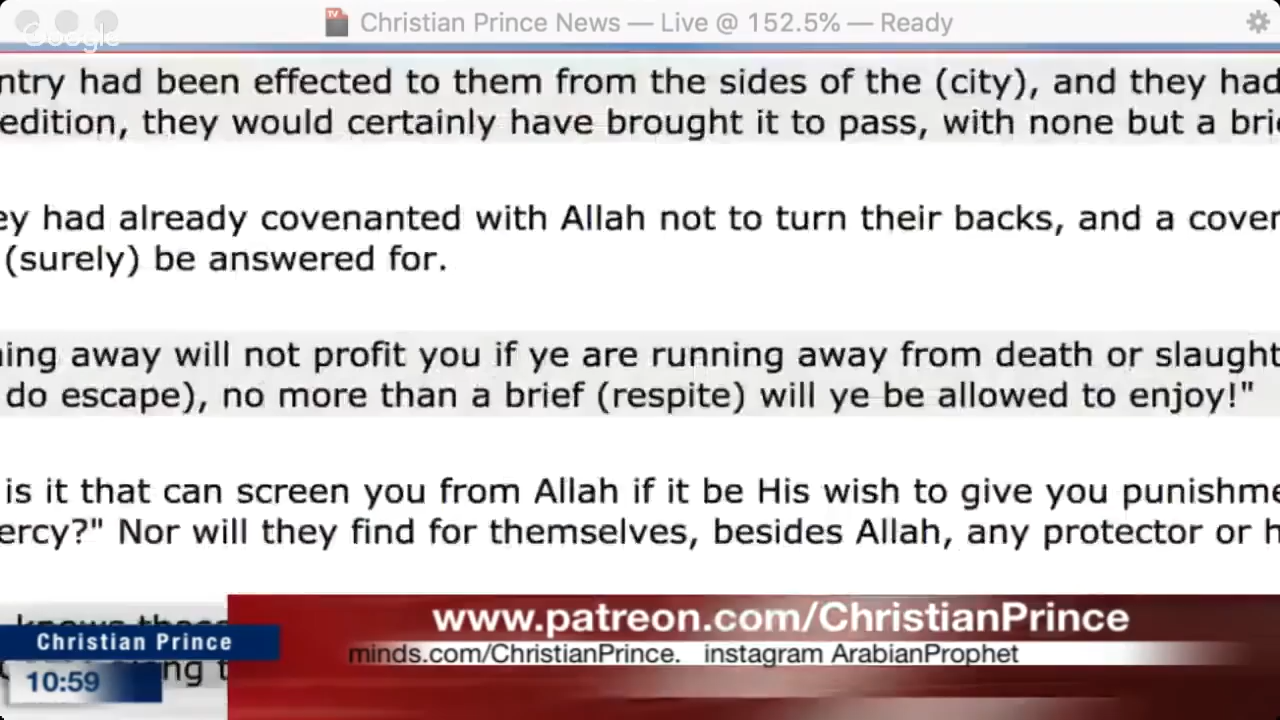 Google
Christian Prince News — Live @ 152.5% — Ready
ntry had been effected to them from the sides of the (city), and they had
edition, they would certainly have brought it to pass, with none but a brie
ey had already covenanted with Allah not to turn their backs, and a cover
(surely) be answered for.
ning away will not profit you if ye are running away from death or slaught
do escape), no more than a brief (respite) will ye be allowed to enjoy!"
is it that can screen you from Allah if it be His wish to give you punishme
ercy?" Nor will they find for themselves, besides Allah, any protector or h
knows those
www.patreon.com/ChristianPrince
Christian Prince
minds.com/ChristianPrince. instagram ArabianProphet
10:59